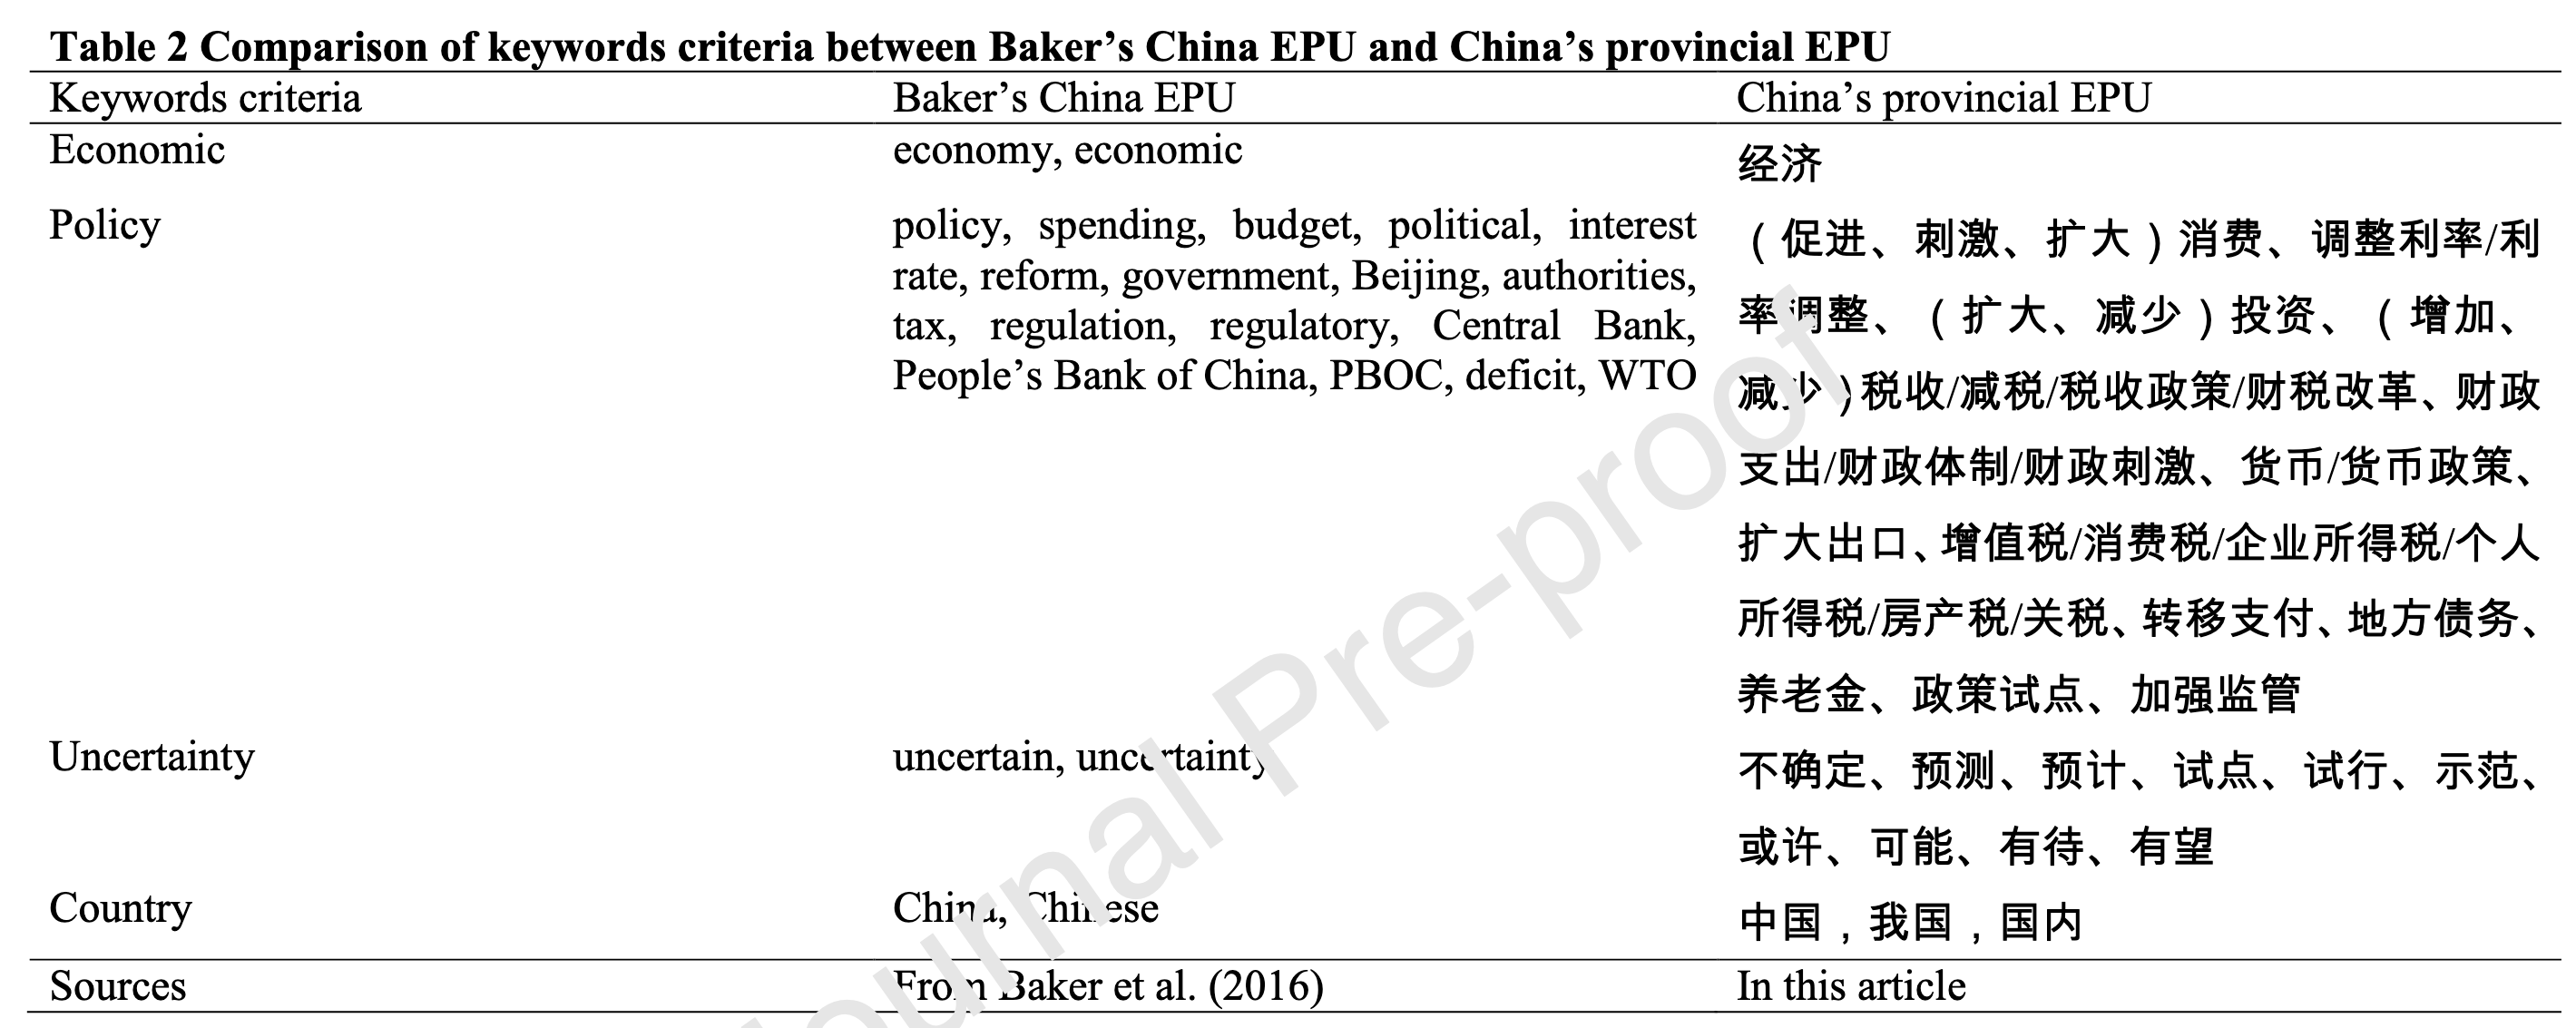 Table 2 Comparison of keywords criteria between Baker’s China EPU and China’s provincial EPU
Keywords criteria Baker’s China EPU China’s provincial EPU
Economic economy, economic 经济
Policy policy, spending, budget, political, interest
rate, reform, government, Beijing, authorities,
tax, regulation, regulatory, Central Bank,
People’s Bank of China, PBOC, deficit, WTO
（促进、刺激、扩大）消费、调整利率/利
率调整、（扩大、减少）投资、（增加、
减少）税收/减税/税收政策/财税改革、财政
支出/财政体制/财政刺激、货币/货币政策、
扩大出口、增值税/消费税/企业所得税/个人
所得税/房产税/关税、转移支付、地方债务、
养老金、政策试点、加强监管
Uncertainty uncertain, uncertainty
不确定、预测、预计、试点、试行、示范、
或许、可能、有待、有望
Country China, Chinese 中国，我国，国内
Sources From Baker et al. (2016) In this article
Journal Pre-proof